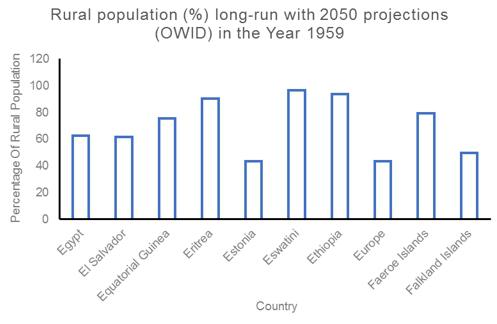 Rural population (%) long-run with 2050 projections
(OWID) in the Year 1959
Percentage Of Rural Population
120
100
80
60
40
20
0
Egypt
El Salvador
Equatorial Guinea
Eritrea
Estonia
Eswatini
Ethiopia
Europe
Faeroe Islands
Falkland Islands
Country